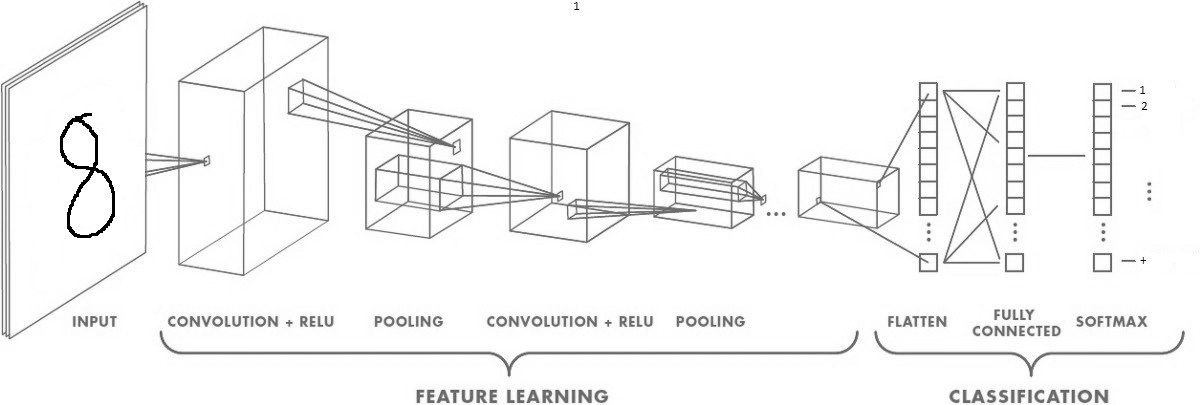 1
8
1
2
+
INPUT
CONVOLUTION + RELU
POOLING
CONVOLUTION + RELU
POOLING
FLATTEN
FULLY
CONNECTED
SOFTMAX
FEATURE LEARNING
CLASSIFICATION